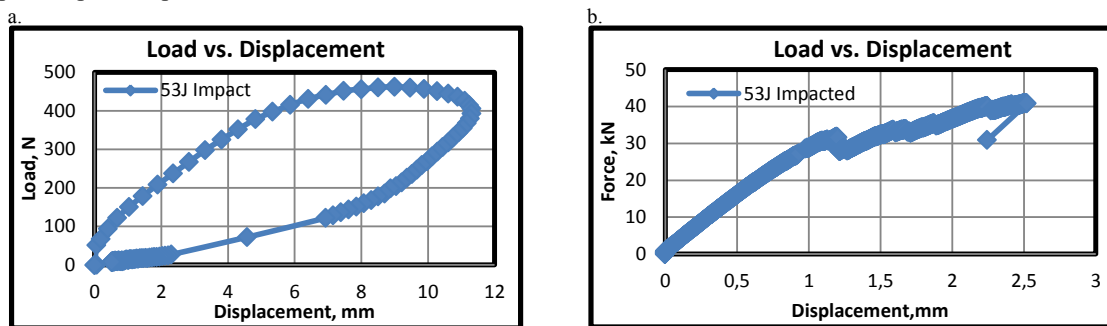 a.
Load vs. Displacement
53J Impact
Load, N
500
400
300
200
100
0
0 2 4 6 8 10 12
Displacement, mm
b.
Load vs. Displacement
53J Impacted
Force, kN
50
40
30
20
10
0
0 0,5 1 1,5 2 2,5 3
Displacement,mm